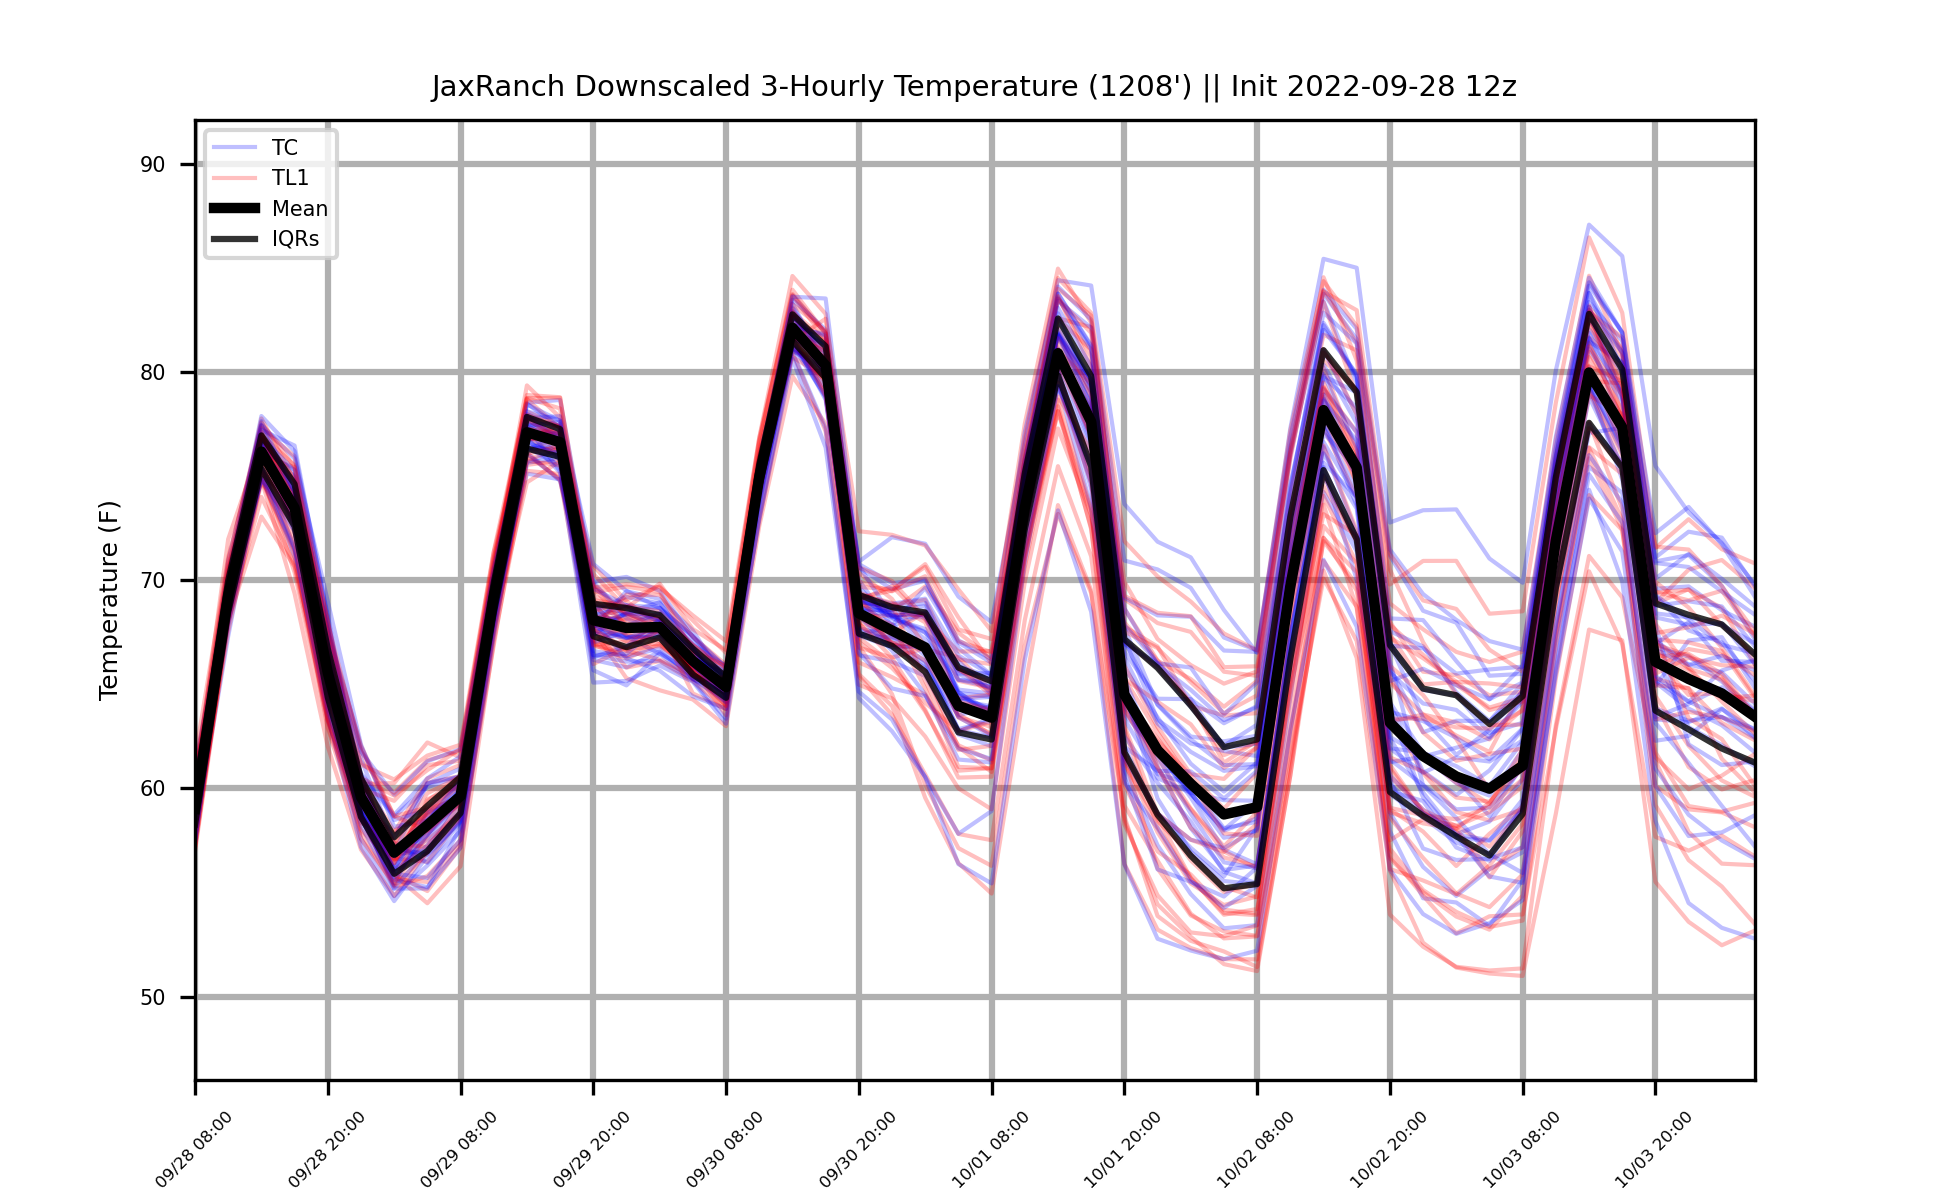 JaxRanch Downscaled 3-Hourly Temperature (1208') || Init 2022-09-28 12z
TC
TL1
Mean
IQRs
Temperature (F)
90
80
70
60
50
09/28 08:00
09/28 20:00
09/29 08:00
09/29 20:00
09/30 08:00
09/30 20:00
10/01 08:00
10/01 20:00
10/02 08:00
10/02 20:00
10/03 08:00
10/03 20:00